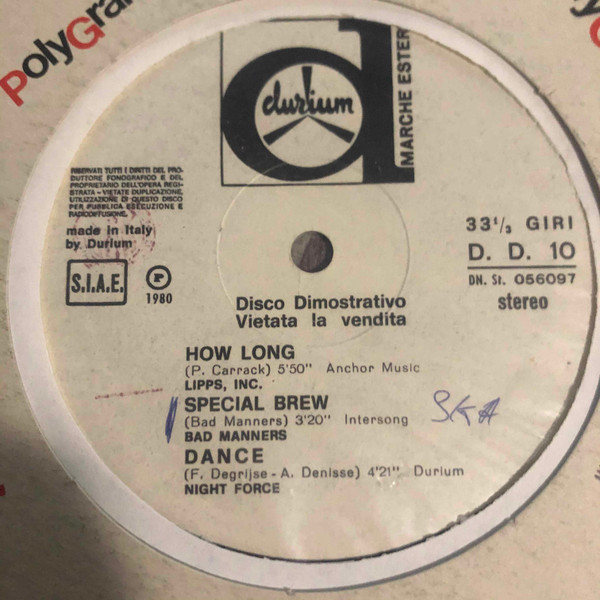 PolyGra
durium
MARCHE ESTER
RISERVATI TUTTI I DIRITTI DEL PRO-
DUTTORE FONOGRAFICO E DEL
PROPRIETARIO DELL'OPERA REGI-
STRATA - VIETATE DUPLICAZIONE,
UTILIZZAZIONE DI QUESTO DISCO
PER PUBBLICA ESECUZIONE E
RADIODIFFUSIONE.
made in Italy
by Durium
S.I.A.E.
Ⓟ
1980
33 1/3 GIRI
D. D. 10
DN. St. 056097
stereo
Disco Dimostrativo
Vietata la vendita
HOW LONG
(P. Carrack) 5'50" Anchor Music
LIPPS, INC.
SPECIAL BREW
(Bad Manners) 3'20" Intersong
BAD MANNERS
SKA
DANCE
(F. Degrijse - A. Denisse) 4'21" Durium
NIGHT FORCE